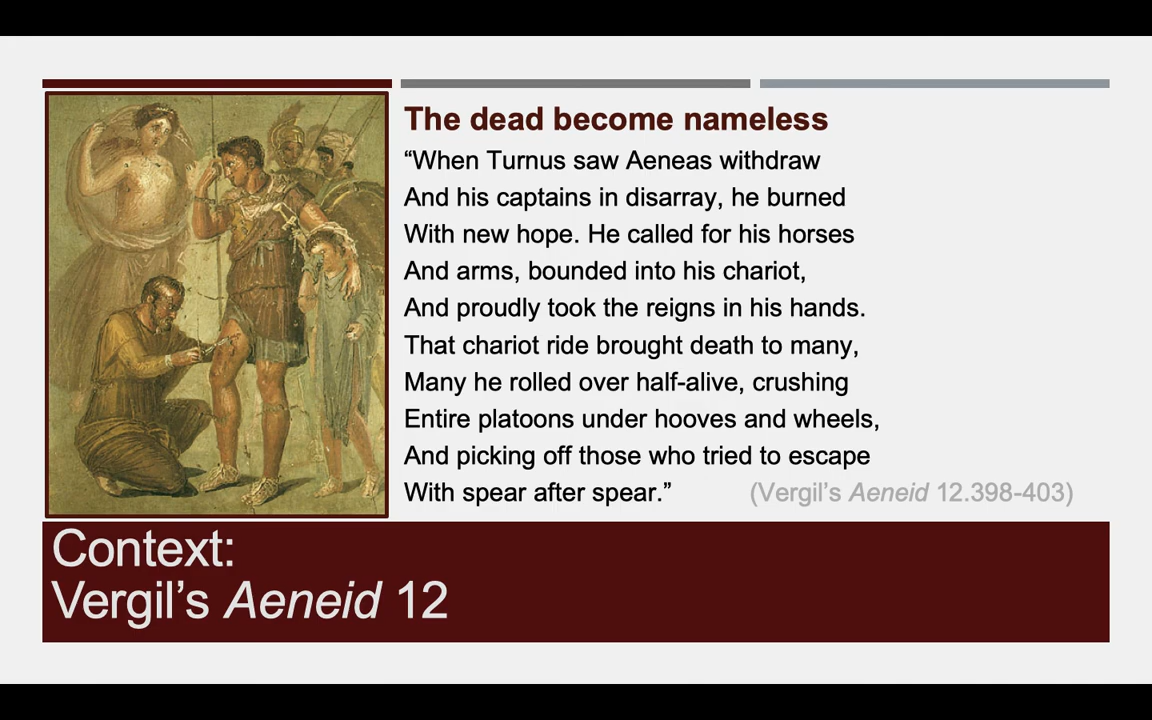 The dead become nameless
“When Turnus saw Aeneas withdraw
And his captains in disarray, he burned
With new hope. He called for his horses
And arms, bounded into his chariot,
And proudly took the reigns in his hands.
That chariot ride brought death to many,
Many he rolled over half-alive, crushing
Entire platoons under hooves and wheels,
And picking off those who tried to escape
With spear after spear.” (Vergil’s Aeneid 12.398-403)
Context:
Vergil’s Aeneid 12